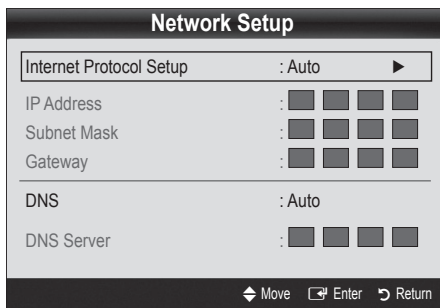 Network Setup
Internet Protocol Setup : Auto
IP Address :
Subnet Mask :
Gateway :
DNS : Auto
DNS Server :
Move Enter Return